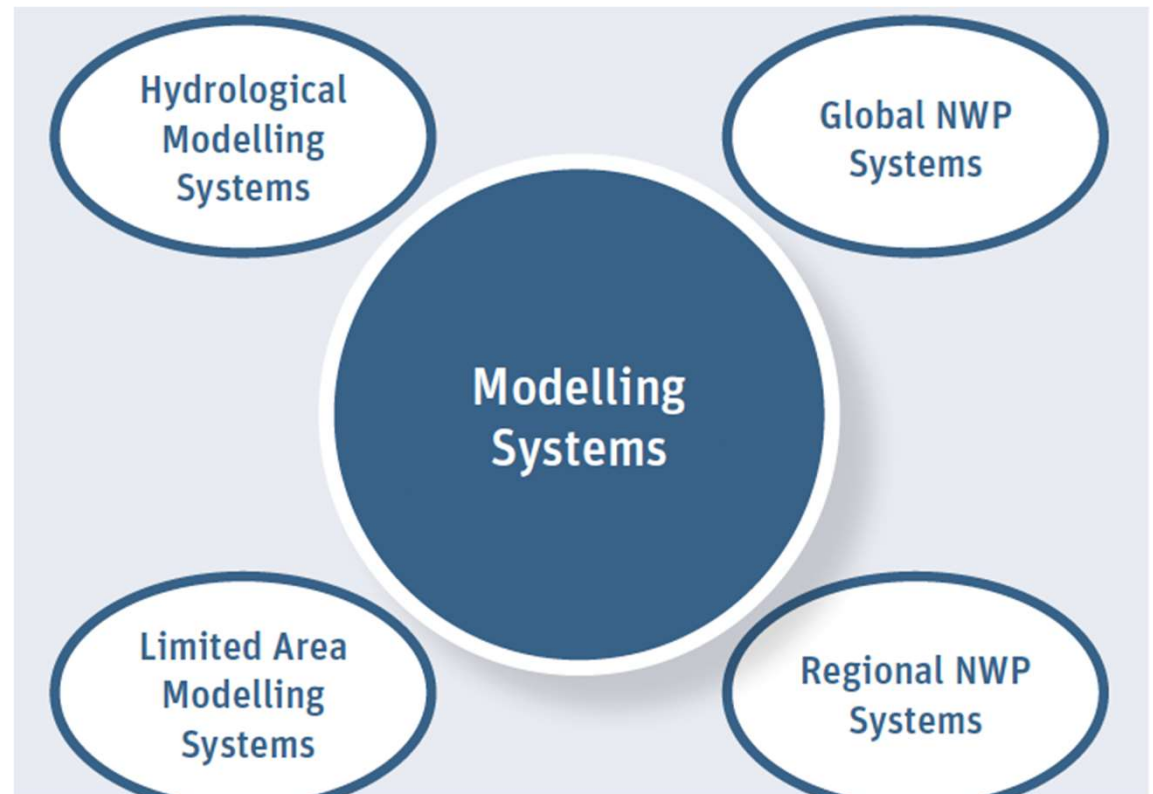 Hydrological
Modelling
Systems
Global NWP
Systems
Modelling
Systems
Limited Area
Modelling
Systems
Regional NWP
Systems